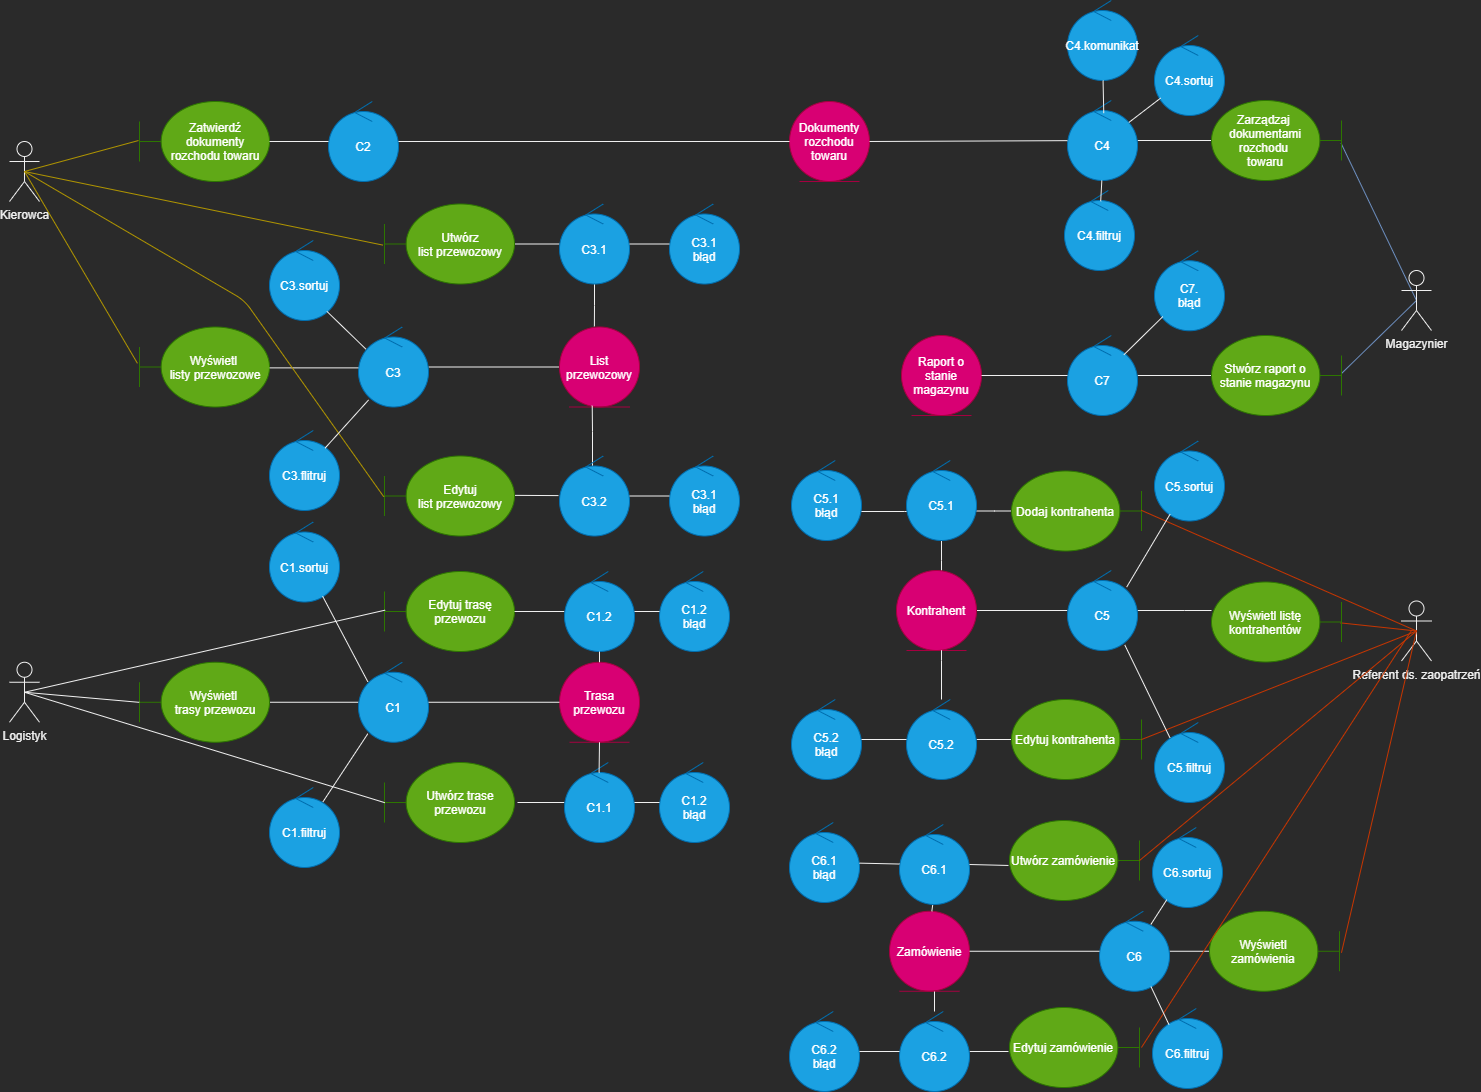 C4.komunikat
C4.sortuj
Zatwierdź
dokumenty
rozchodu towaru
C2
Dokumenty
rozchodu
towaru
C4
Zarządzaj
dokumentami
rozchodu
towaru
Kierowca
Utwórz
list przewozowy
C3.1
C3.1
błąd
C4.filtruj
C3.sortuj
C7.
błąd
Magazynier
Wyświetl
listy przewozowe
C3
List
przewozowy
Raport o
stanie
magazynu
C7
Stwórz raport o
stanie magazynu
C3.flitruj
Edytuj
list przewozowy
C3.2
C3.1
błąd
C5.1
błąd
C5.1
Dodaj kontrahenta
C5.sortuj
C1.sortuj
Edytuj trasę
przewozu
C1.2
C1.2
błąd
Kontrahent
C5
Wyświetl listę
kontrahentów
Referent ds. zaopatrzeń
Logistyk
Wyświetl
trasy przewozu
C1
Trasa
przewozu
C5.2
błąd
C5.2
Edytuj kontrahenta
C5.filtruj
Utwórz trase
przewozu
C1.1
C1.2
błąd
C1.filtruj
C6.1
błąd
C6.1
Utwórz zamówienie
C6.sortuj
Zamówienie
C6
Wyświetl
zamówienia
C6.2
błąd
C6.2
Edytuj zamówienie
C6.filtruj